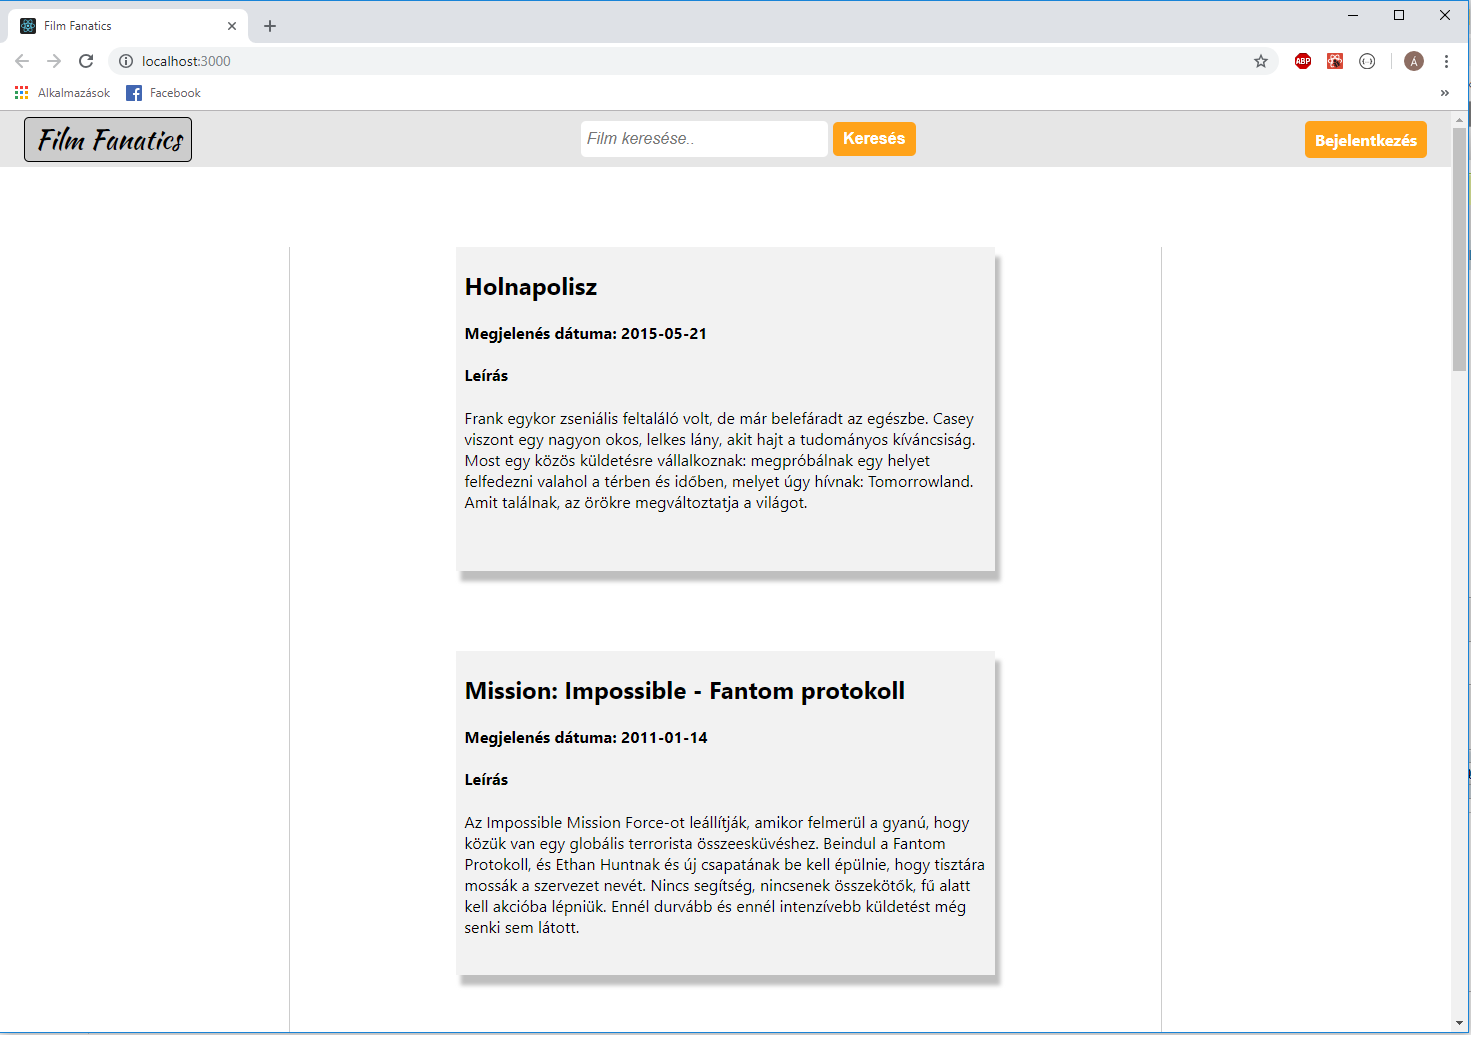 Film Fanatics
localhost:3000
ABP
Á
Alkalmazások Facebook
Film Fanatics
Film keresése..
Keresés
Bejelentkezés
Holnapolisz
Megjelenés dátuma: 2015-05-21
Leírás
Frank egykor zseniális feltaláló volt, de már belefáradt az egészbe. Casey
viszont egy nagyon okos, lelkes lány, akit hajt a tudományos kíváncsiság.
Most egy közös küldetésre vállalkoznak: megpróbálnak egy helyet
felfedezni valahol a térben és időben, melyet úgy hívnak: Tomorrowland.
Amit találnak, az örökre megváltoztatja a világot.
Mission: Impossible - Fantom protokoll
Megjelenés dátuma: 2011-01-14
Leírás
Az Impossible Mission Force-ot leállítják, amikor felmerül a gyanú, hogy
közük van egy globális terrorista összeesküvéshez. Beindul a Fantom
Protokoll, és Ethan Huntnak és új csapatának be kell épülnie, hogy tisztára
mossák a szervezet nevét. Nincs segítség, nincsenek összekötők, fű alatt
kell akcióba lépniük. Ennél durvább és ennél intenzívebb küldetést még
senki sem látott.